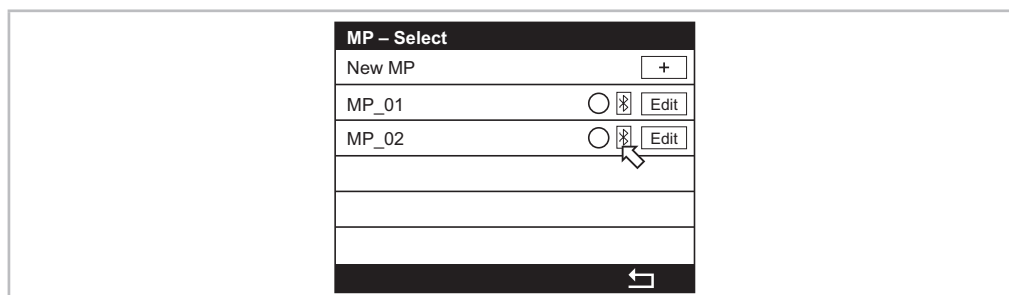 MP – Select
New MP +
MP_01 Edit
MP_02 Edit